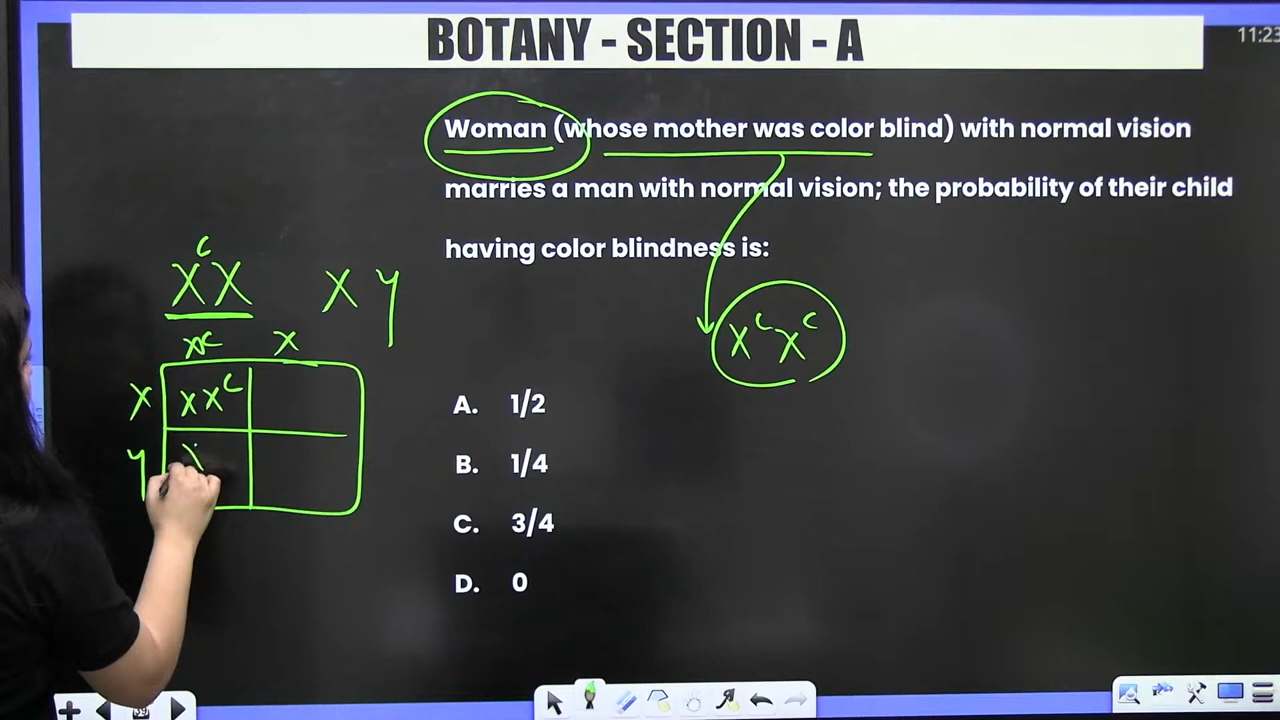 BOTANY - SECTION - A
11:23
Woman (whose mother was color blind) with normal vision
marries a man with normal vision; the probability of their child
having color blindness is:
XᶜX X y
Xᶜ X
X XXᶜ
y
XᶜXᶜ
A. 1/2
B. 1/4
C. 3/4
D. 0